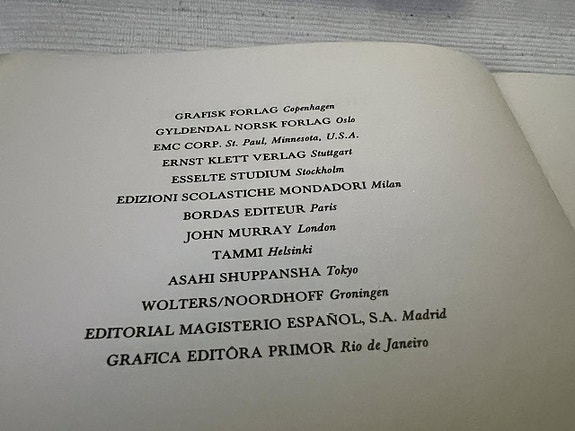 GRAFISK FORLAG Copenhagen
GYLDENDAL NORSK FORLAG Oslo
EMC CORP. St. Paul, Minnesota, U.S.A.
ERNST KLETT VERLAG Stuttgart
ESSELTE STUDIUM Stockholm
EDIZIONI SCOLASTICHE MONDADORI Milan
BORDAS EDITEUR Paris
JOHN MURRAY London
TAMMI Helsinki
ASAHI SHUPPANSHA Tokyo
WOLTERS/NOORDHOFF Groningen
EDITORIAL MAGISTERIO ESPAÑOL, S.A. Madrid
GRAFICA EDITÔRA PRIMOR Rio de Janeiro